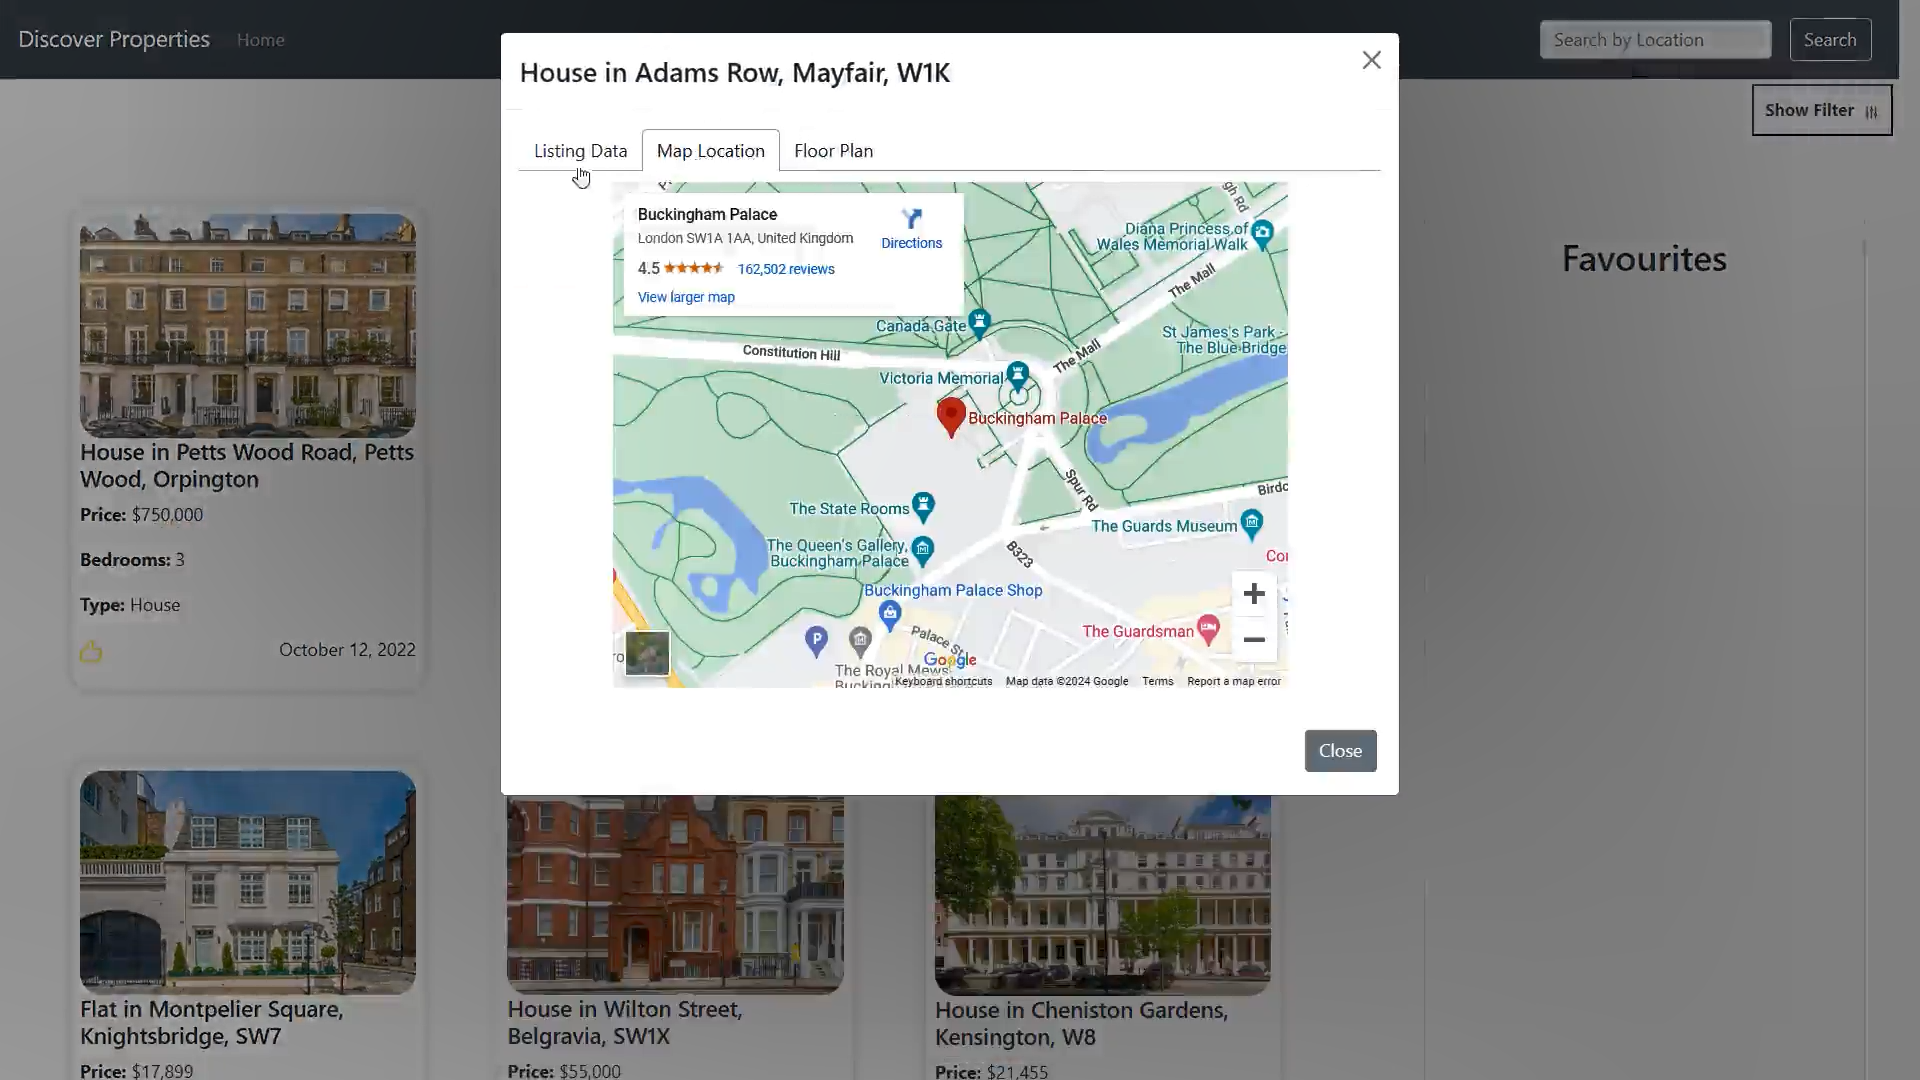 Discover Properties
Home
Search by Location
Search
Show Filter
House in Adams Row, Mayfair, W1K
Listing Data
Map Location
Floor Plan
Buckingham Palace
London SW1A 1AA, United Kingdom
Directions
4.5
162,502 reviews
View larger map
Diana Princess of
Wales Memorial Walk
The Mall
Canada Gate
St James's Park -
The Blue Bridge
Constitution Hill
The Mall
Victoria Memorial
Buckingham Palace
Spur Rd
The State Rooms
The Guards Museum
B323
The Queen's Gallery,
Buckingham Palace
Buckingham Palace Shop
The Guardsman
P
Palace St
The Royal Mews,
Google
Keyboard shortcuts
Map data ©2024 Google
Terms
Report a map error
Close
Favourites
House in Petts Wood Road, Petts
Wood, Orpington
Price: $750,000
Bedrooms: 3
Type: House
October 12, 2022
Flat in Montpelier Square,
Knightsbridge, SW7
Price: $17,899
House in Wilton Street,
Belgravia, SW1X
Price: $55,000
House in Cheniston Gardens,
Kensington, W8
Price: $21,455